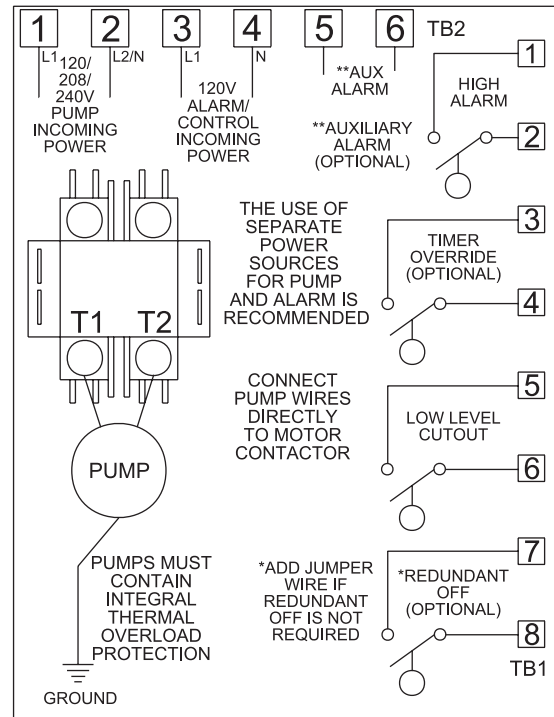 1
2
3
4
5
6
TB2
L1
L2/N
L1
N
120/
208/
240V
PUMP
INCOMING
POWER
120V
ALARM/
CONTROL
INCOMING
POWER
**AUX
ALARM
**AUXILIARY
ALARM
(OPTIONAL)
HIGH
ALARM
1
2
THE USE OF
SEPARATE
POWER
SOURCES
FOR PUMP
AND ALARM IS
RECOMMENDED
TIMER
OVERRIDE
(OPTIONAL)
3
4
T1
T2
CONNECT
PUMP WIRES
DIRECTLY
TO MOTOR
CONTACTOR
LOW LEVEL
CUTOUT
5
6
PUMP
PUMPS MUST
CONTAIN
INTEGRAL
THERMAL
OVERLOAD
PROTECTION
GROUND
*ADD JUMPER
WIRE IF
REDUNDANT
OFF IS NOT
REQUIRED
*REDUNDANT
OFF
(OPTIONAL)
7
8
TB1